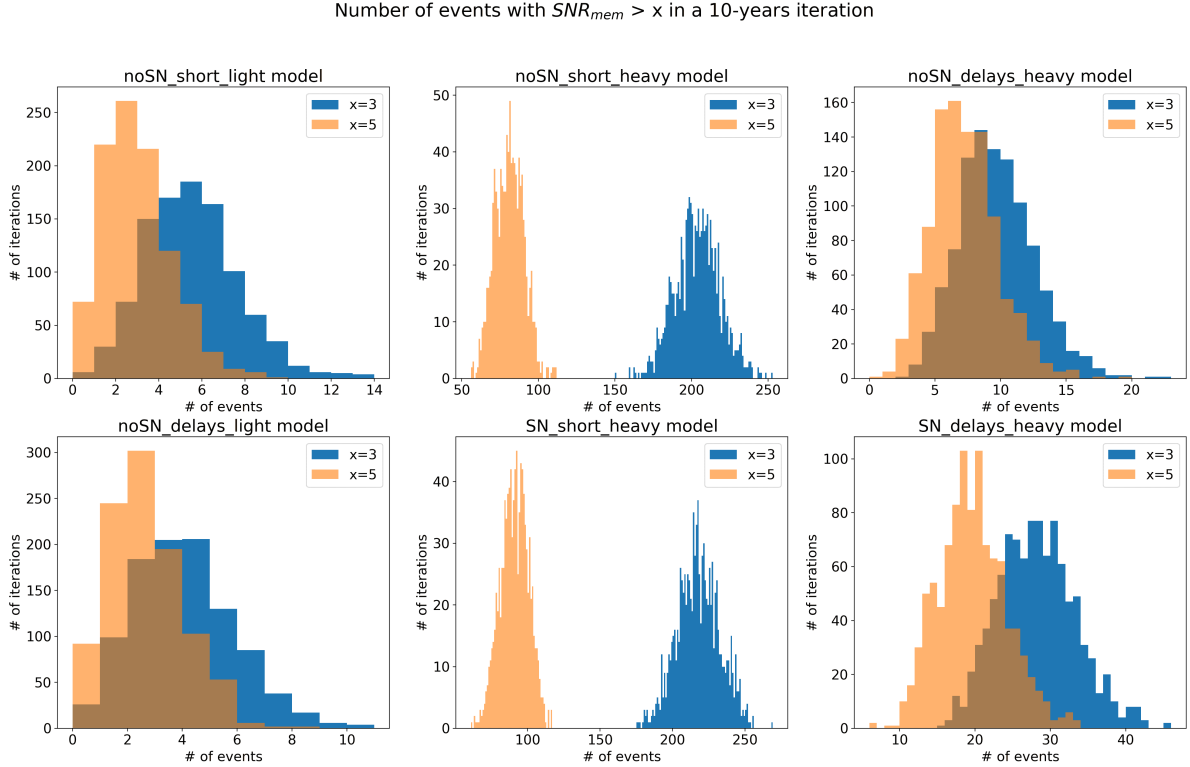 Number of events with SNR_mem > x in a 10-years iteration
noSN_short_light model
# of iterations
250
200
150
100
50
0
x=3
x=5
0 2 4 6 8 10 12 14
# of events
noSN_short_heavy model
# of iterations
50
40
30
20
10
0
x=3
x=5
50 100 150 200 250
# of events
noSN_delays_heavy model
# of iterations
160
140
120
100
80
60
40
20
0
x=3
x=5
0 5 10 15 20
# of events
noSN_delays_light model
# of iterations
300
250
200
150
100
50
0
x=3
x=5
0 2 4 6 8 10
# of events
SN_short_heavy model
# of iterations
40
30
20
10
0
x=3
x=5
100 150 200 250
# of events
SN_delays_heavy model
# of iterations
100
80
60
40
20
0
x=3
x=5
10 20 30 40
# of events